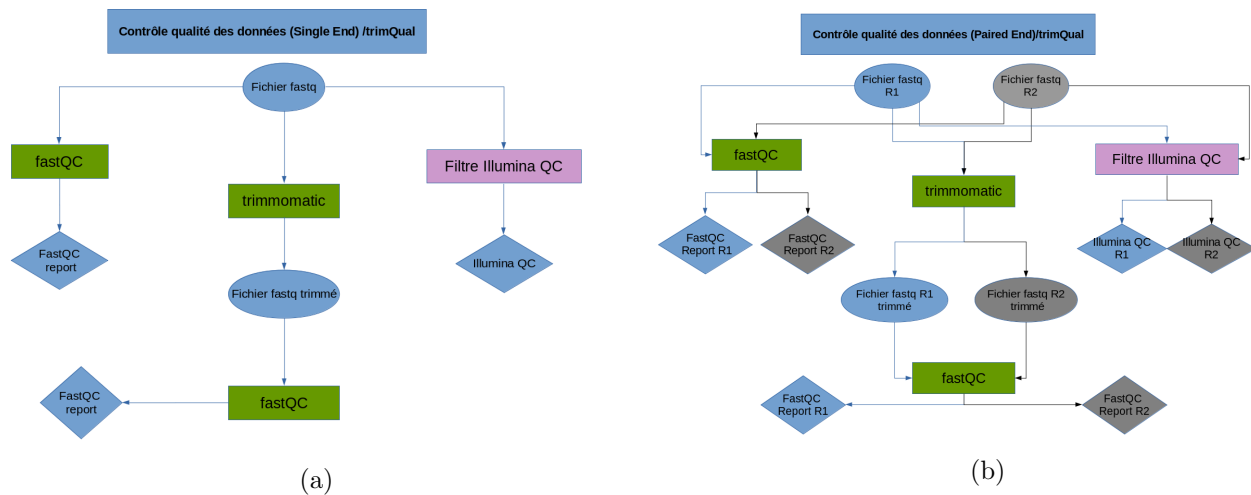 Contrôle qualité des données (Single End) /trimQual
Fichier fastq
fastQC
Filtre Illumina QC
trimmomatic
FastQC
report
Illumina QC
Fichier fastq trimmé
FastQC
report
fastQC
(a)
Contrôle qualité des données (Paired End)/trimQual
Fichier fastq
R1
Fichier fastq
R2
fastQC
Filtre Illumina QC
trimmomatic
FastQC
Report R1
FastQC
Report R2
Illumina QC
R1
Illumina QC
R2
Fichier fastq R1
trimmé
Fichier fastq R2
trimmé
fastQC
FastQC
Report R1
FastQC
Report R2
(b)